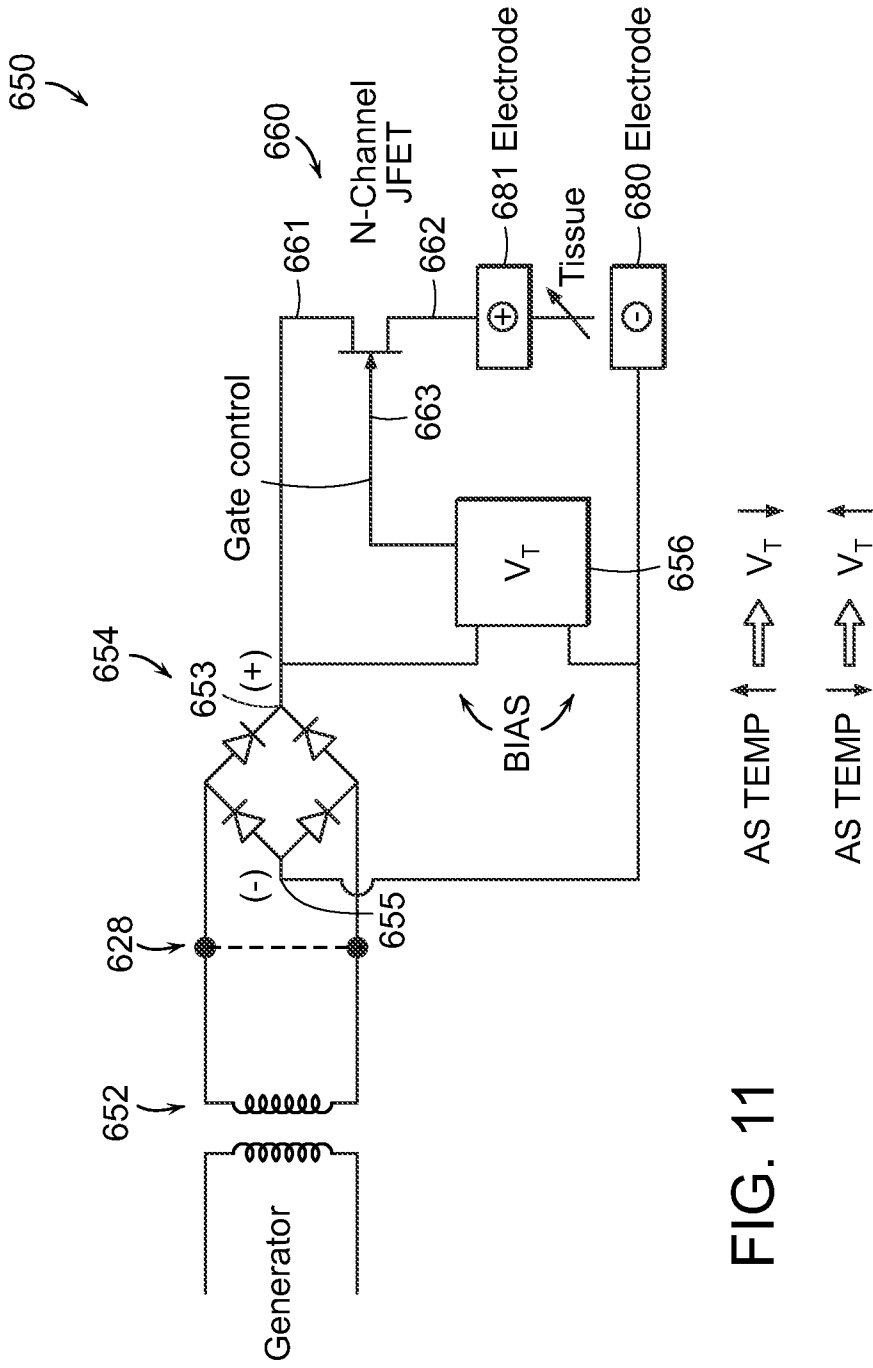 650
660
N-Channel
JFET
661
662
681 Electrode
+
Tissue
680 Electrode
-
Gate control
663
654
653
(+)
V_T
656
BIAS
628
(-)
655
652
Generator
AS TEMP ↑ ⇨ V_T ↓
AS TEMP ↓ ⇨ V_T ↑
FIG. 11